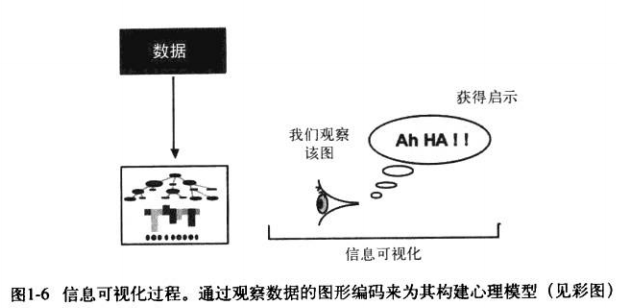 数据
获得启示
我们观察
该图
Ah HA ! !
信息可视化
图1-6 信息可视化过程。通过观察数据的图形编码来为其构建心理模型（见彩图）